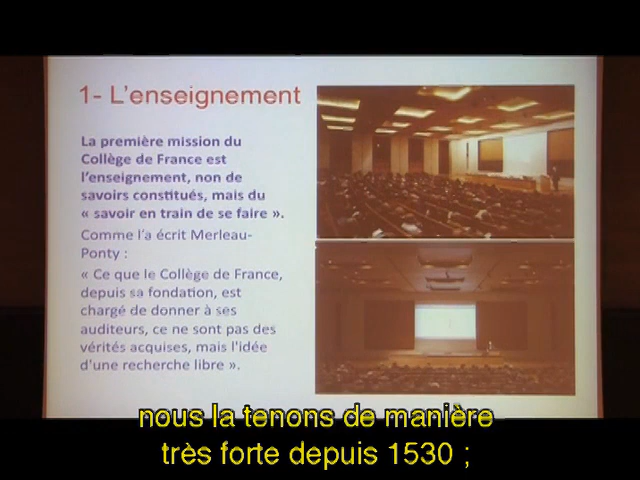 1- L'enseignement
La première mission du
Collège de France est
l'enseignement, non de
savoirs constitués, mais du
« savoir en train de se faire ».
Comme l'a écrit Merleau-
Ponty :
« Ce que le Collège de France,
depuis sa fondation, est
chargé de donner à ses
auditeurs, ce ne sont pas des
vérités acquises, mais l'idée
d'une recherche libre ».
nous la tenons de manière
très forte depuis 1530 ;